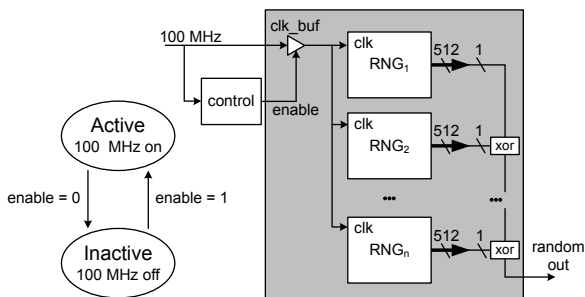 100 MHz
clk_buf
control
enable
clk
RNG1
512
1
clk
RNG2
512
1
xor
•••
•••
clk
RNGn
512
1
xor
random
out
Active
100 MHz on
enable = 0
enable = 1
Inactive
100 MHz off